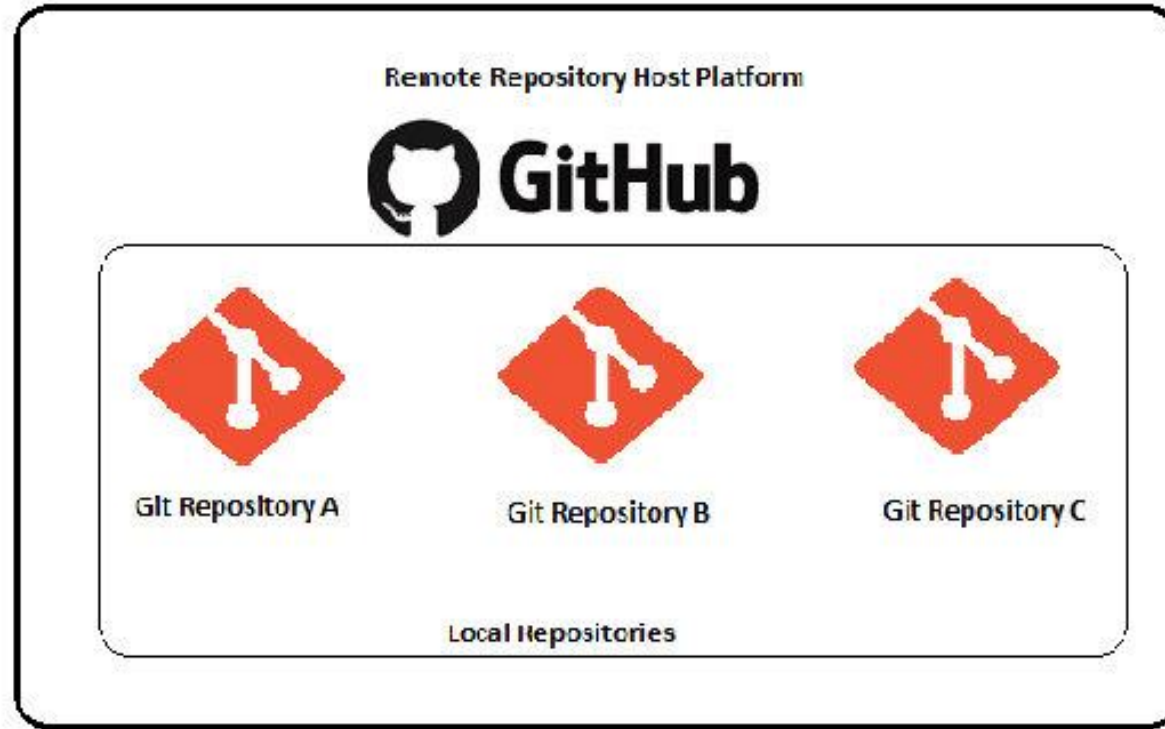 Remote Repository Host Platform
GitHub
Git Repository A
Git Repository B
Git Repository C
Local Repositories